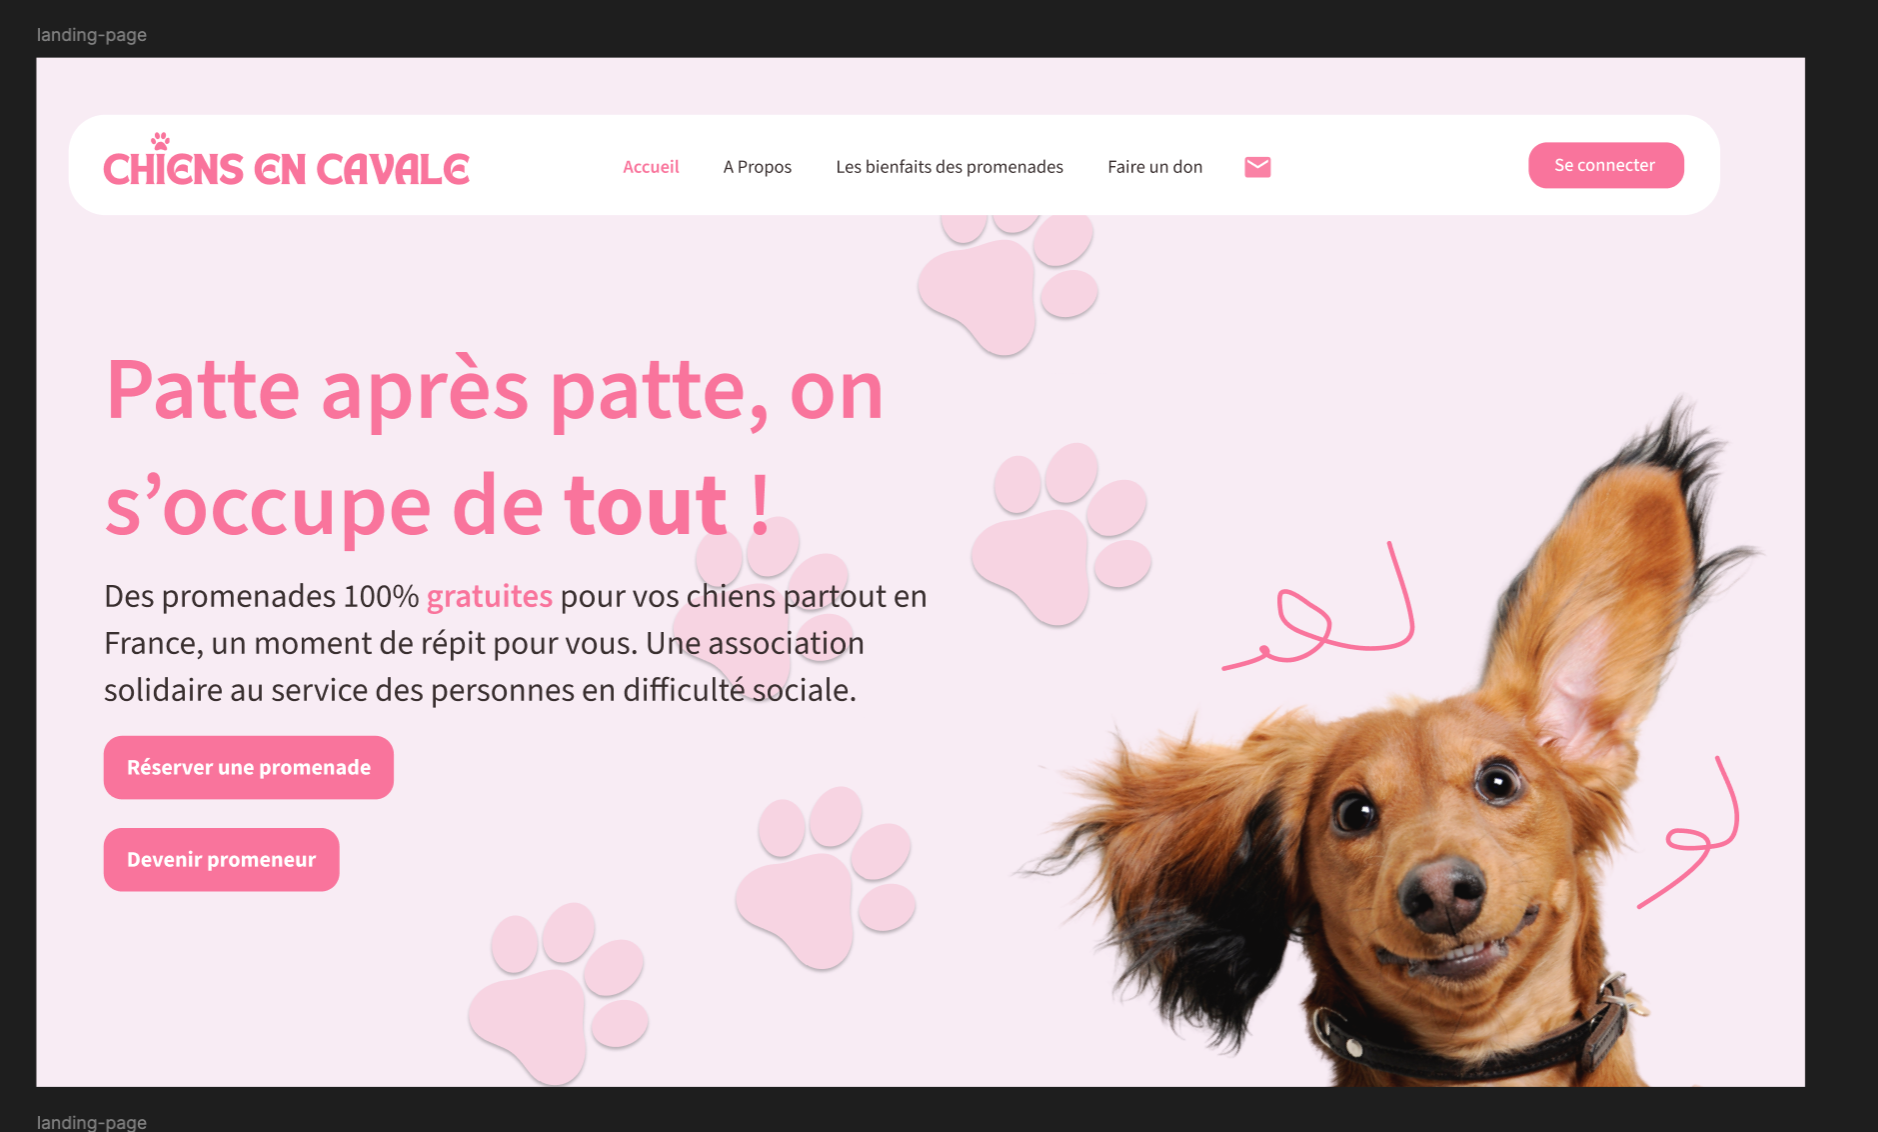 landing-page
CHIENS EN CAVALE
Accueil
A Propos
Les bienfaits des promenades
Faire un don
Se connecter
Patte après patte, on
s’occupe de tout !
Des promenades 100% gratuites pour vos chiens partout en
France, un moment de répit pour vous. Une association
solidaire au service des personnes en difficulté sociale.
Réserver une promenade
Devenir promeneur
landing-page